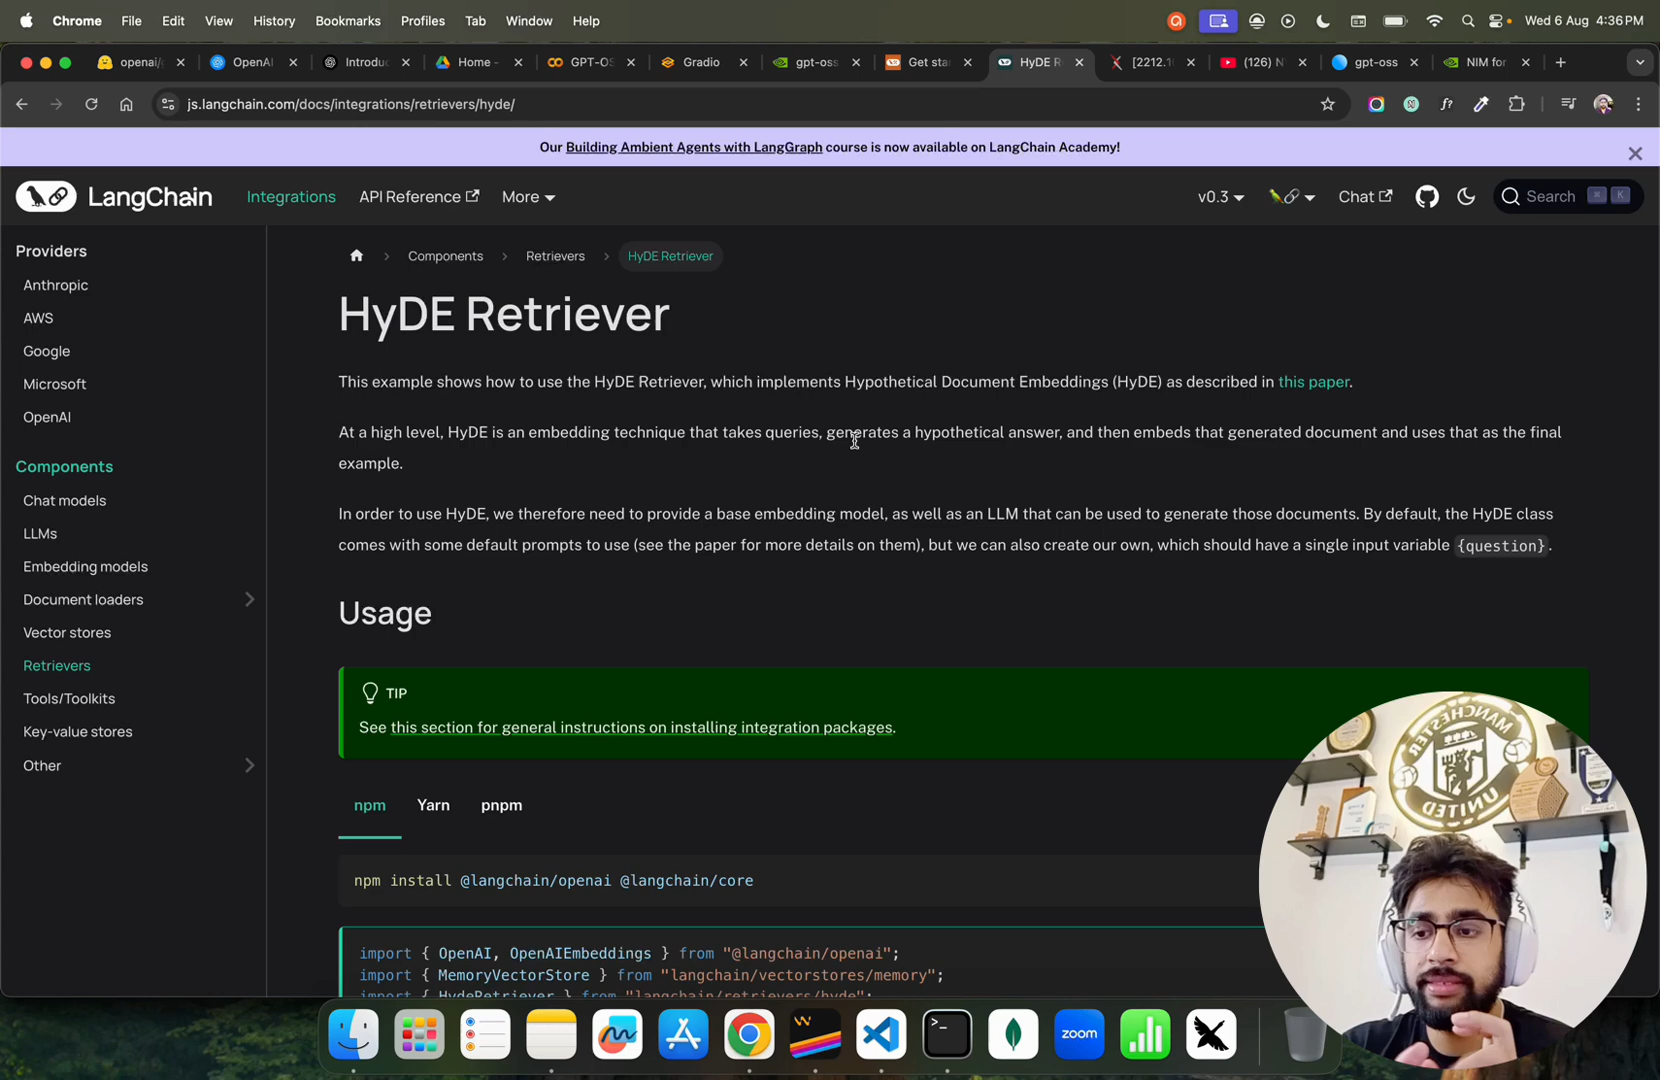 Chrome File Edit View History Bookmarks Profiles Tab Window Help Wed 6 Aug 4:36 PM
openai/ OpenAI Introduc Home - GPT-OS Gradio gpt-oss Get star HyDE R [2212.1 (126) N gpt-oss NIM for
js.langchain.com/docs/integrations/retrievers/hyde/
Our Building Ambient Agents with LangGraph course is now available on LangChain Academy!
LangChain Integrations API Reference More v0.3 Chat Search ⌘ K
Providers
Anthropic
AWS
Google
Microsoft
OpenAI
Components
Chat models
LLMs
Embedding models
Document loaders
Vector stores
Retrievers
Tools/Toolkits
Key-value stores
Other
Components Retrievers HyDE Retriever
HyDE Retriever
This example shows how to use the HyDE Retriever, which implements Hypothetical Document Embeddings (HyDE) as described in this paper.
At a high level, HyDE is an embedding technique that takes queries, generates a hypothetical answer, and then embeds that generated document and uses that as the final
example.
In order to use HyDE, we therefore need to provide a base embedding model, as well as an LLM that can be used to generate those documents. By default, the HyDE class
comes with some default prompts to use (see the paper for more details on them), but we can also create our own, which should have a single input variable {question}.
Usage
TIP
See this section for general instructions on installing integration packages.
npm Yarn pnpm
npm install @langchain/openai @langchain/core
import { OpenAI, OpenAIEmbeddings } from "@langchain/openai";
import { MemoryVectorStore } from "langchain/vectorstores/memory";
import { HydeRetriever } from "langchain/retrievers/hyde";
MANCHESTER
UNITED
zoom